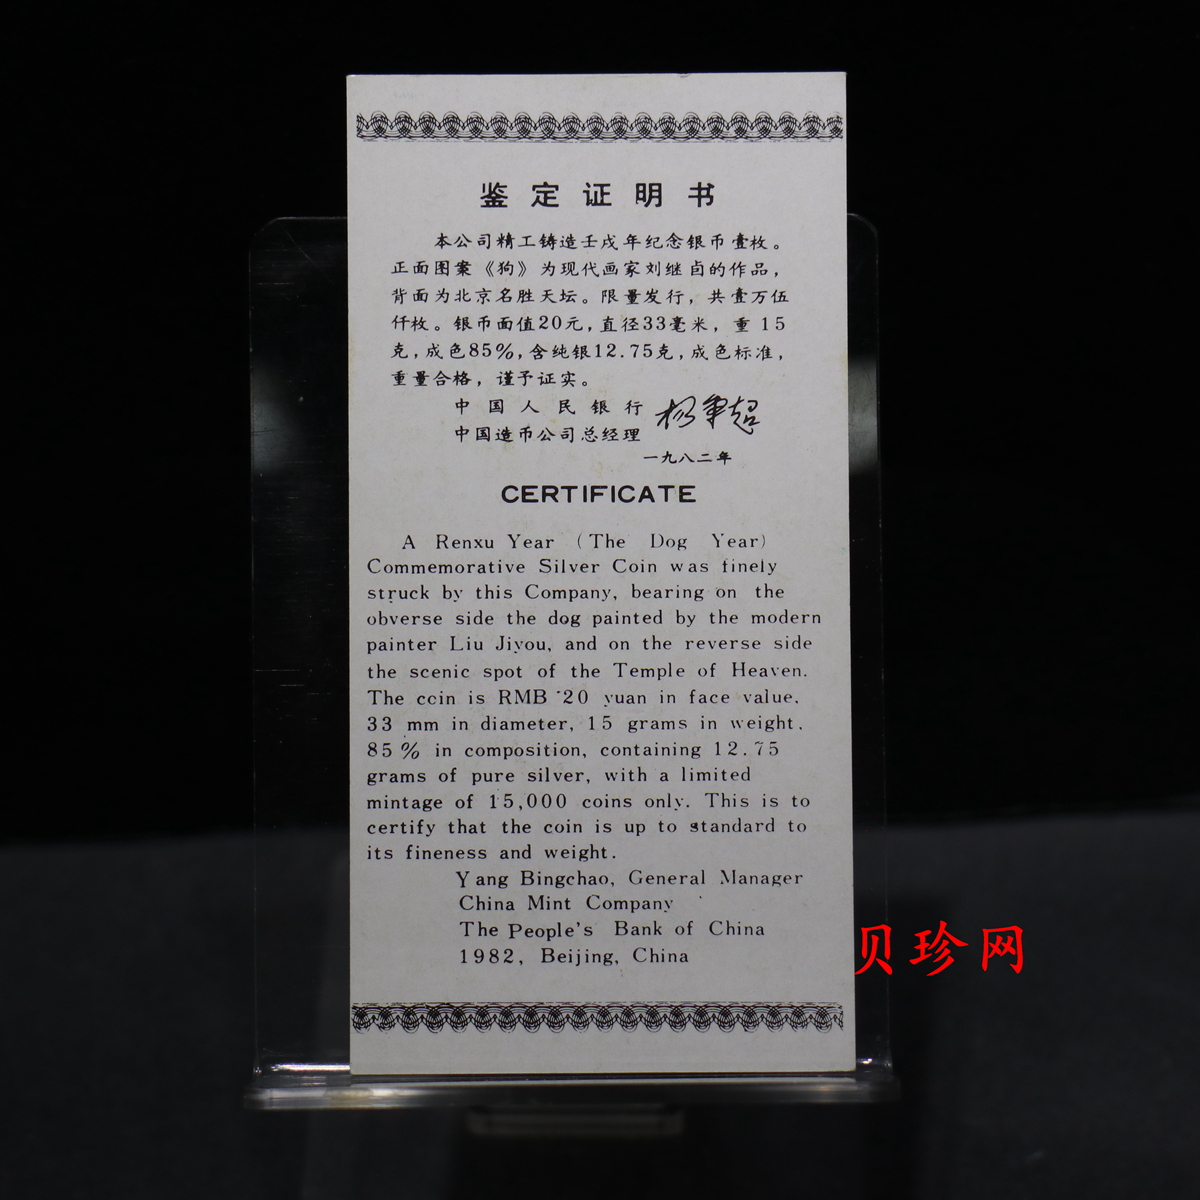 鉴定证明书
本公司精工铸造壬戌年纪念银币壹枚。
正面图案《狗》为现代画家刘继卣的作品，
背面为北京名胜天坛。限量发行，共壹万伍
仟枚。银币面值20元，直径33毫米，重15
克，成色85%，含纯银12.75克，成色标准，
重量合格，谨予证实。
中国人民银行
中国造币公司总经理
一九八二年
CERTIFICATE
A Renxu Year (The Dog Year)
Commemorative Silver Coin was finely
struck by this Company, bearing on the
obverse side the dog painted by the modern
painter Liu Jiyou, and on the reverse side
the scenic spot of the Temple of Heaven.
The coin is RMB 20 yuan in face value,
33 mm in diameter, 15 grams in weight,
85% in composition, containing 12.75
grams of pure silver, with a limited
mintage of 15,000 coins only. This is to
certify that the coin is up to standard to
its fineness and weight.
Yang Bingchao, General Manager
China Mint Company
The People's Bank of China
1982, Beijing, China
贝珍网